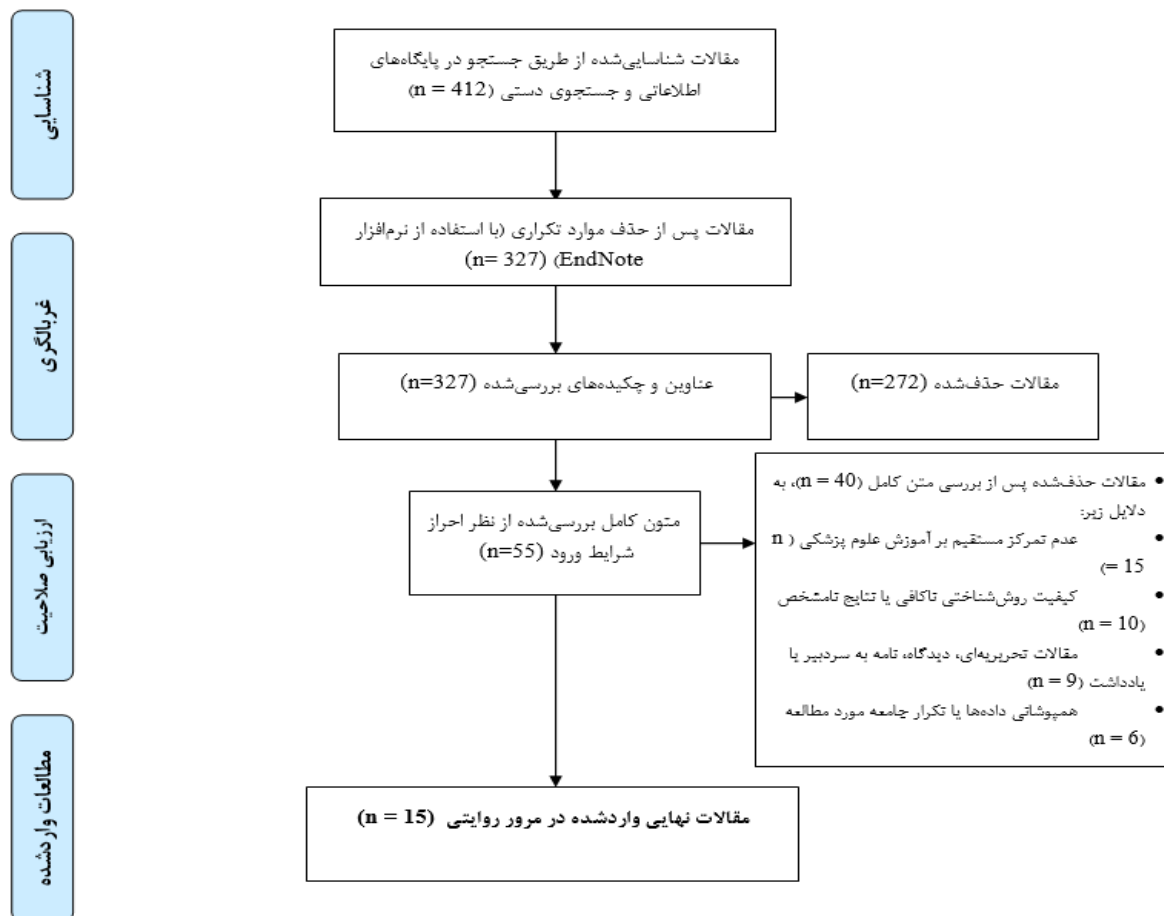 شناسایی
مقالات شناسایی‌شده از طریق جستجو در پایگاه‌های
اطلاعاتی و جستجوی دستی (n = 412)
غربالگری
مقالات پس از حذف موارد تکراری (با استفاده از نرم‌افزار
EndNote) (n= 327)
عناوین و چکیده‌های بررسی‌شده (n=327)
مقالات حذف‌شده (n=272)
ارزیابی صلاحیت
متون کامل بررسی‌شده از نظر احراز
شرایط ورود (n=55)
• مقالات حذف‌شده پس از بررسی متن کامل (n = 40)، به
دلایل زیر:
• عدم تمرکز مستقیم بر آموزش علوم پزشکی (n
= 15)
• کیفیت روش‌شناختی ناکافی یا نتایج نامشخص
(n = 10)
• مقالات تحریریه‌ای، دیدگاه، نامه به سردبیر یا
یادداشت (n = 9)
• همپوشانی داده‌ها یا تکرار جامعه مورد مطالعه
(n = 6)
مطالعات واردشده
مقالات نهایی واردشده در مرور روایتی (n = 15)